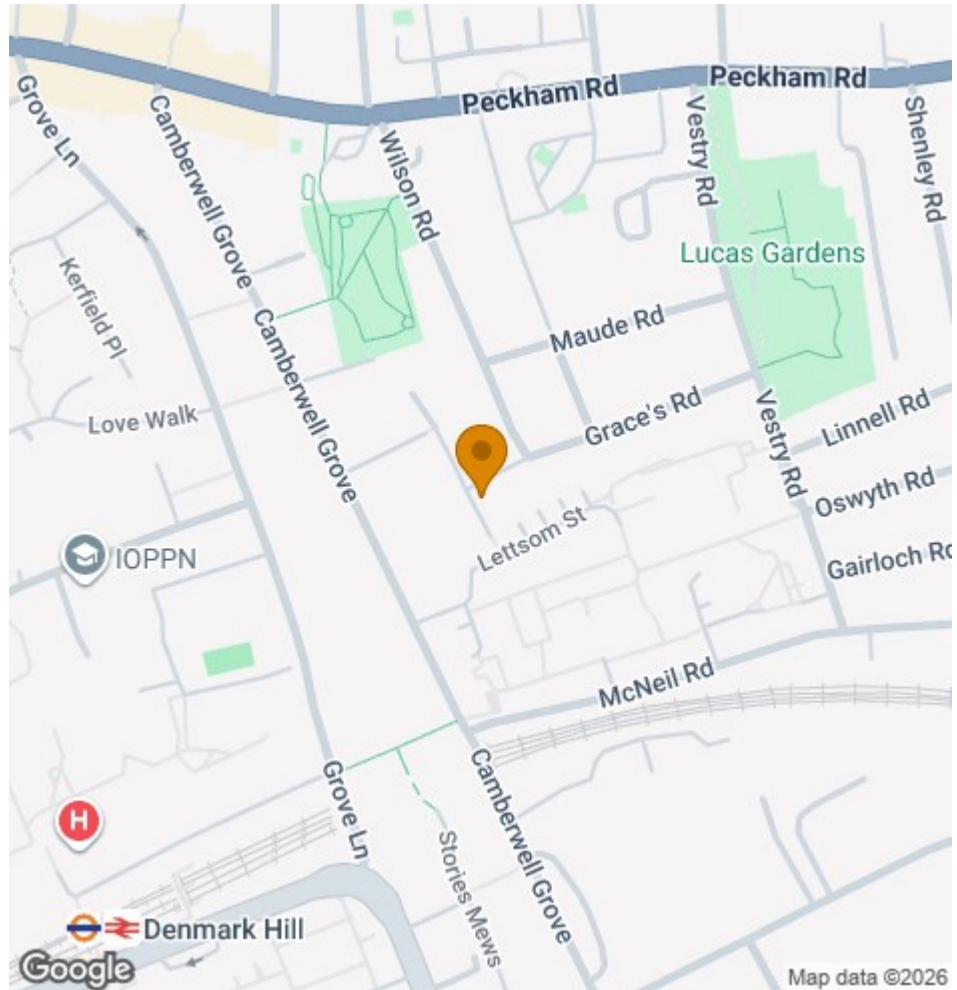 Peckham Rd
Peckham Rd
Grove Ln
Camberwell Grove
Wilson Rd
Vestry Rd
Shenley Rd
Lucas Gardens
Kerfield Pl
Maude Rd
Camberwell Grove
Love Walk
Grace's Rd
Vestry Rd
Linnell Rd
Oswyth Rd
Lettsom St
IOPPN
Gairloch Rd
McNeil Rd
Grove Ln
Camberwell Grove
H
Stories Mews
Denmark Hill
Google
Map data ©2026